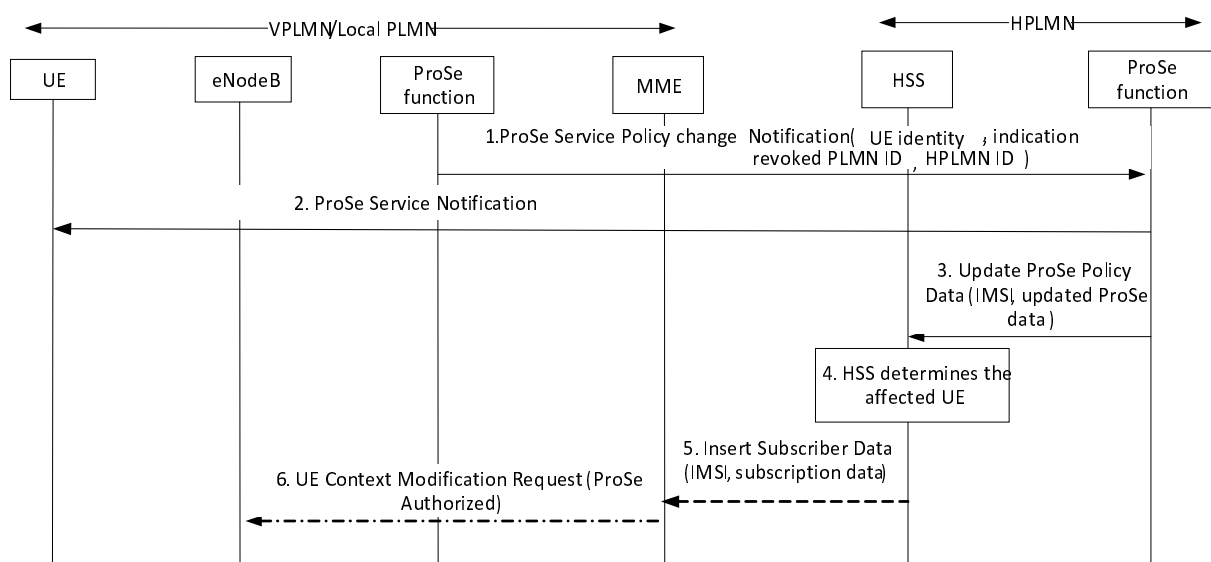 VPLMN/Local PLMN
HPLMN
UE
eNodeB
ProSe
function
MME
HSS
ProSe
function
1.ProSe Service Policy change Notification( UE identity , indication
revoked PLMN ID , HPLMN ID )
2. ProSe Service Notification
3. Update ProSe Policy
Data (IMSI, updated ProSe
data )
4. HSS determines the
affected UE
5. Insert Subscriber Data
(IMSI, subscription data)
6. UE Context Modification Request (ProSe
Authorized)